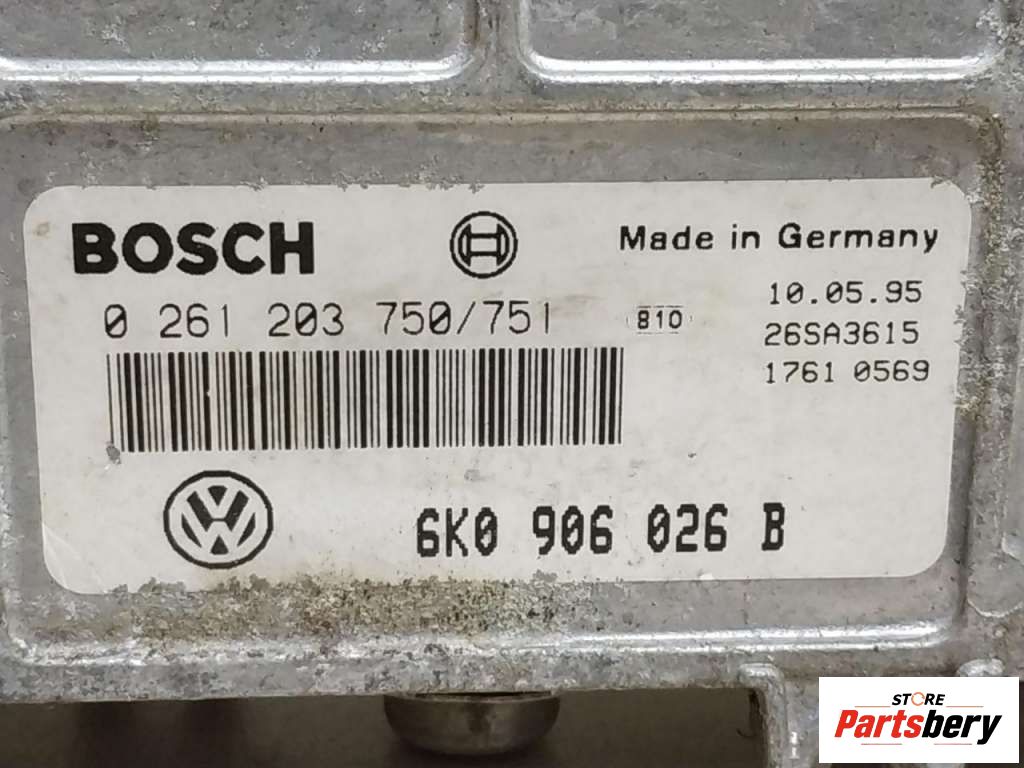 BOSCH
Made in Germany
0 261 203 750/751
810
10.05.95
26SA3615
1761 0569
VW
6K0 906 026 B
STORE
Partsbery